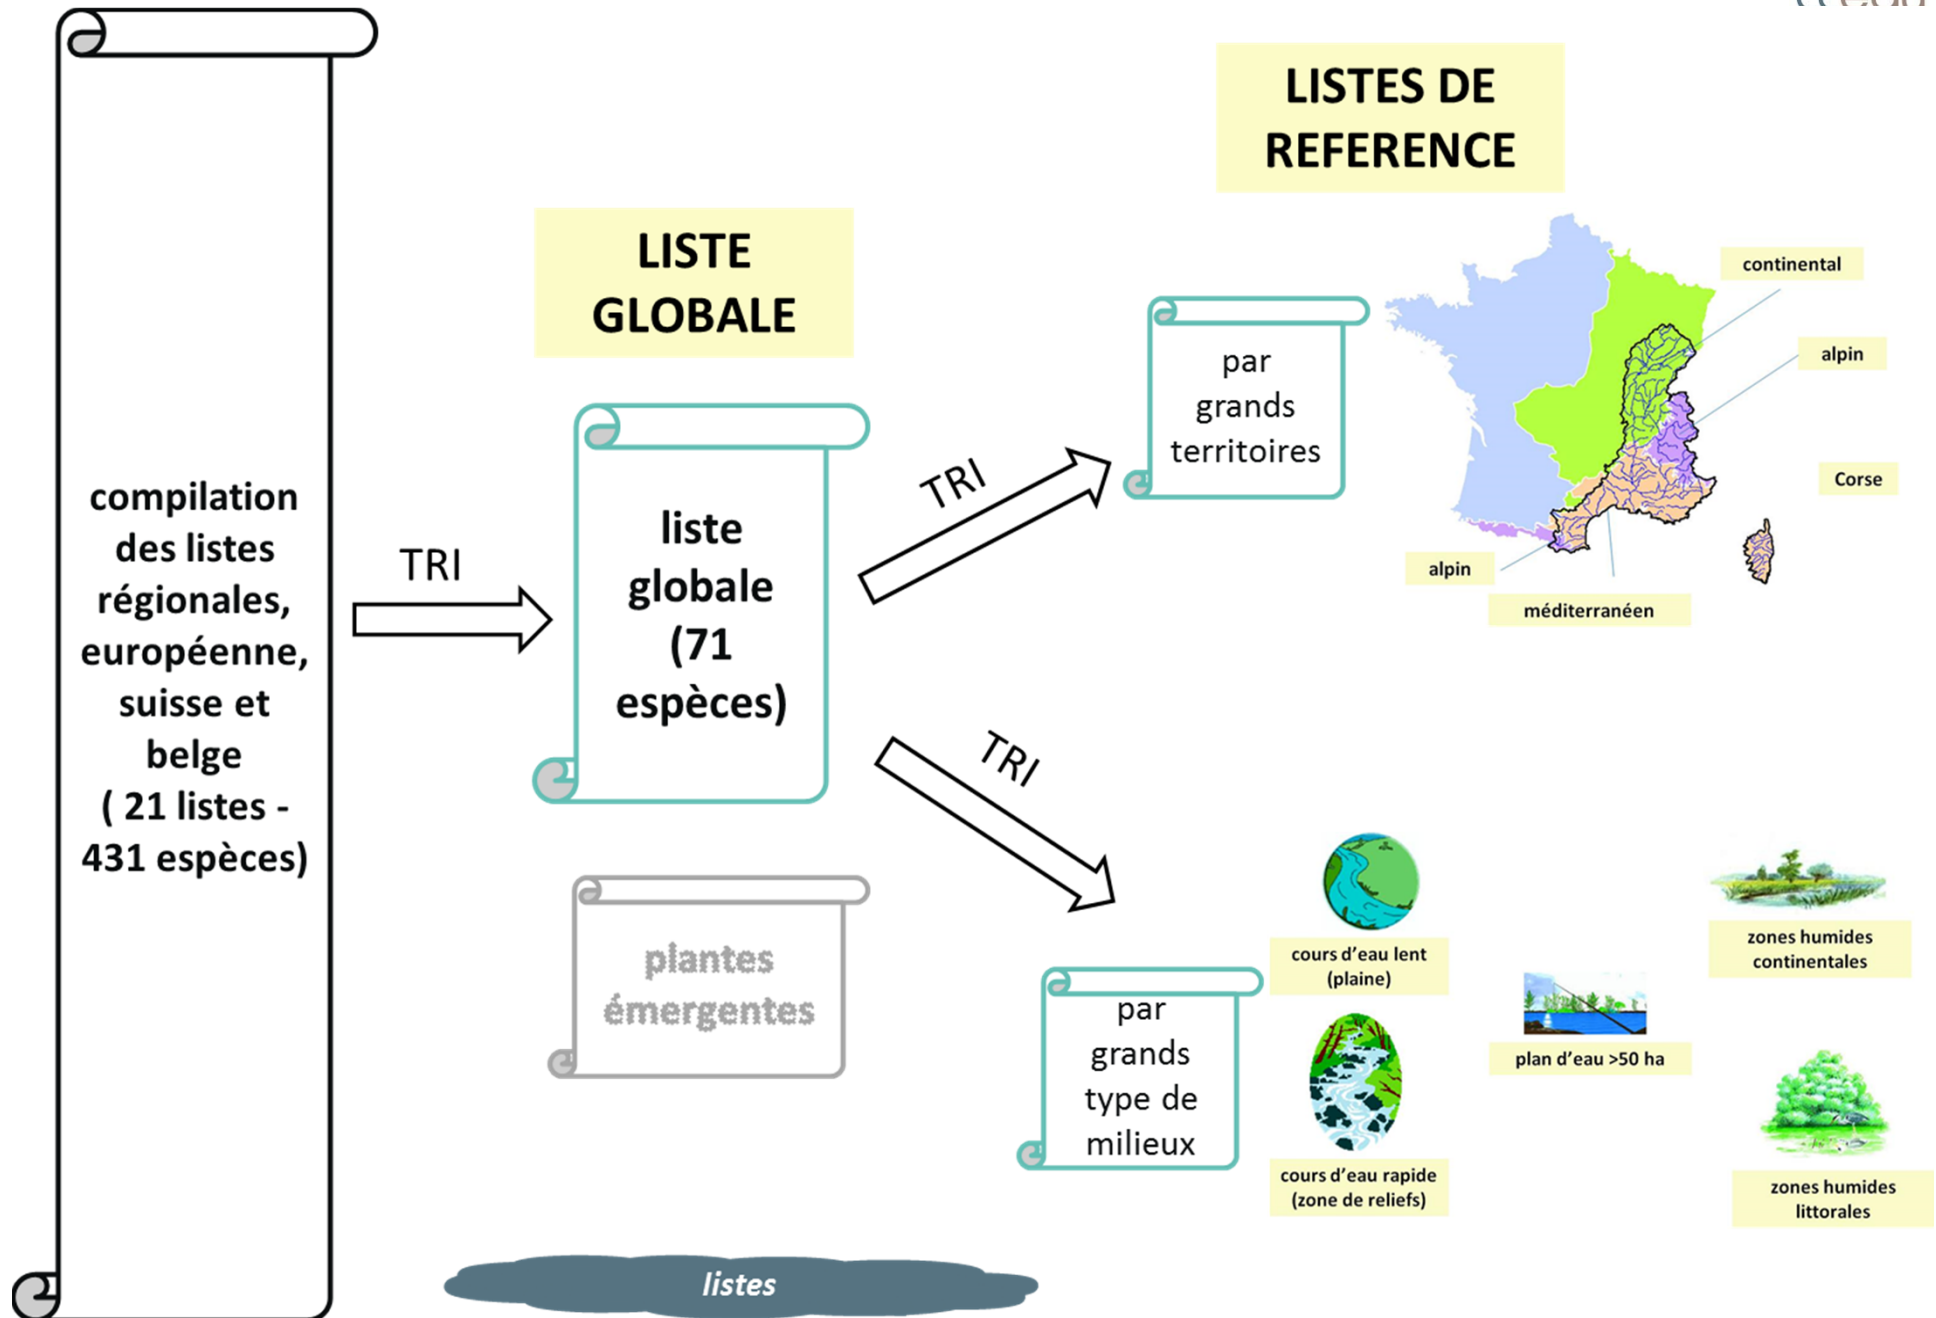 compilation
des listes
régionales,
européenne,
suisse et
belge
( 21 listes -
431 espèces)
TRI
LISTE
GLOBALE
liste
globale
(71
espèces)
plantes
émergentes
listes
TRI
TRI
LISTES DE
REFERENCE
par
grands
territoires
continental
alpin
Corse
alpin
méditerranéen
par
grands
type de
milieux
cours d'eau lent
(plaine)
cours d'eau rapide
(zone de reliefs)
plan d'eau >50 ha
zones humides
continentales
zones humides
littorales